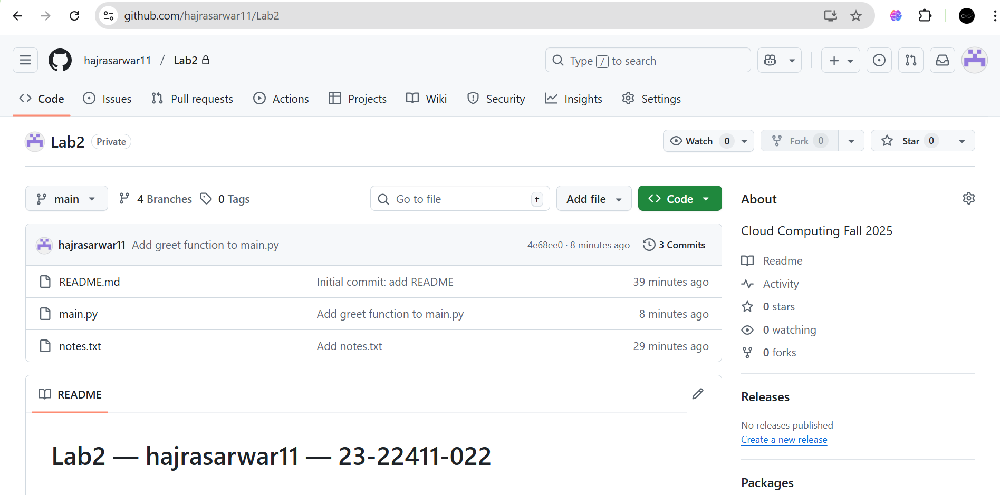 github.com/hajrasarwar11/Lab2
hajrasarwar11 / Lab2
Type / to search
Code Issues Pull requests Actions Projects Wiki Security Insights Settings
Lab2 Private
Watch 0 Fork 0 Star 0
main 4 Branches 0 Tags Go to file t Add file Code
hajrasarwar11 Add greet function to main.py 4e68ee0 · 8 minutes ago 3 Commits
README.md Initial commit: add README 39 minutes ago
main.py Add greet function to main.py 8 minutes ago
notes.txt Add notes.txt 29 minutes ago
README
Lab2 — hajrasarwar11 — 23-22411-022
About
Cloud Computing Fall 2025
Readme
Activity
0 stars
0 watching
0 forks
Releases
No releases published
Create a new release
Packages